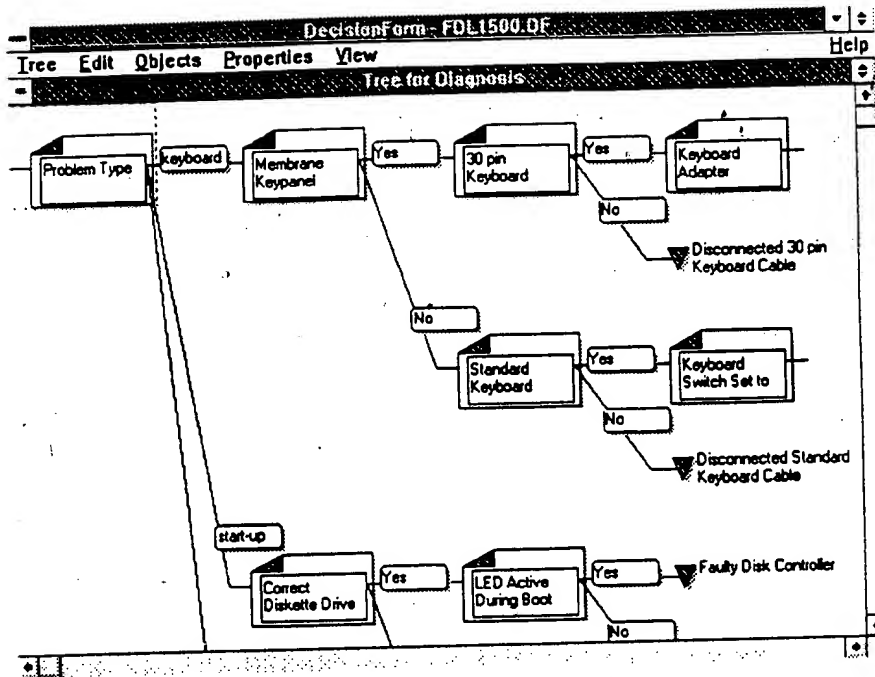 DecisionForm - FDL1500.DF
Tree Edit Objects Properties View Help
Tree for Diagnosis
Problem Type
keyboard
Membrane
Keypanel
Yes
30 pin
Keyboard
Yes
Keyboard
Adapter
No
Disconnected 30 pin
Keyboard Cable
No
Standard
Keyboard
Yes
Keyboard
Switch Set to
No
Disconnected Standard
Keyboard Cable
start-up
Correct
Diskette Drive
Yes
LED Active
During Boot
Yes
Faulty Disk Controller
No